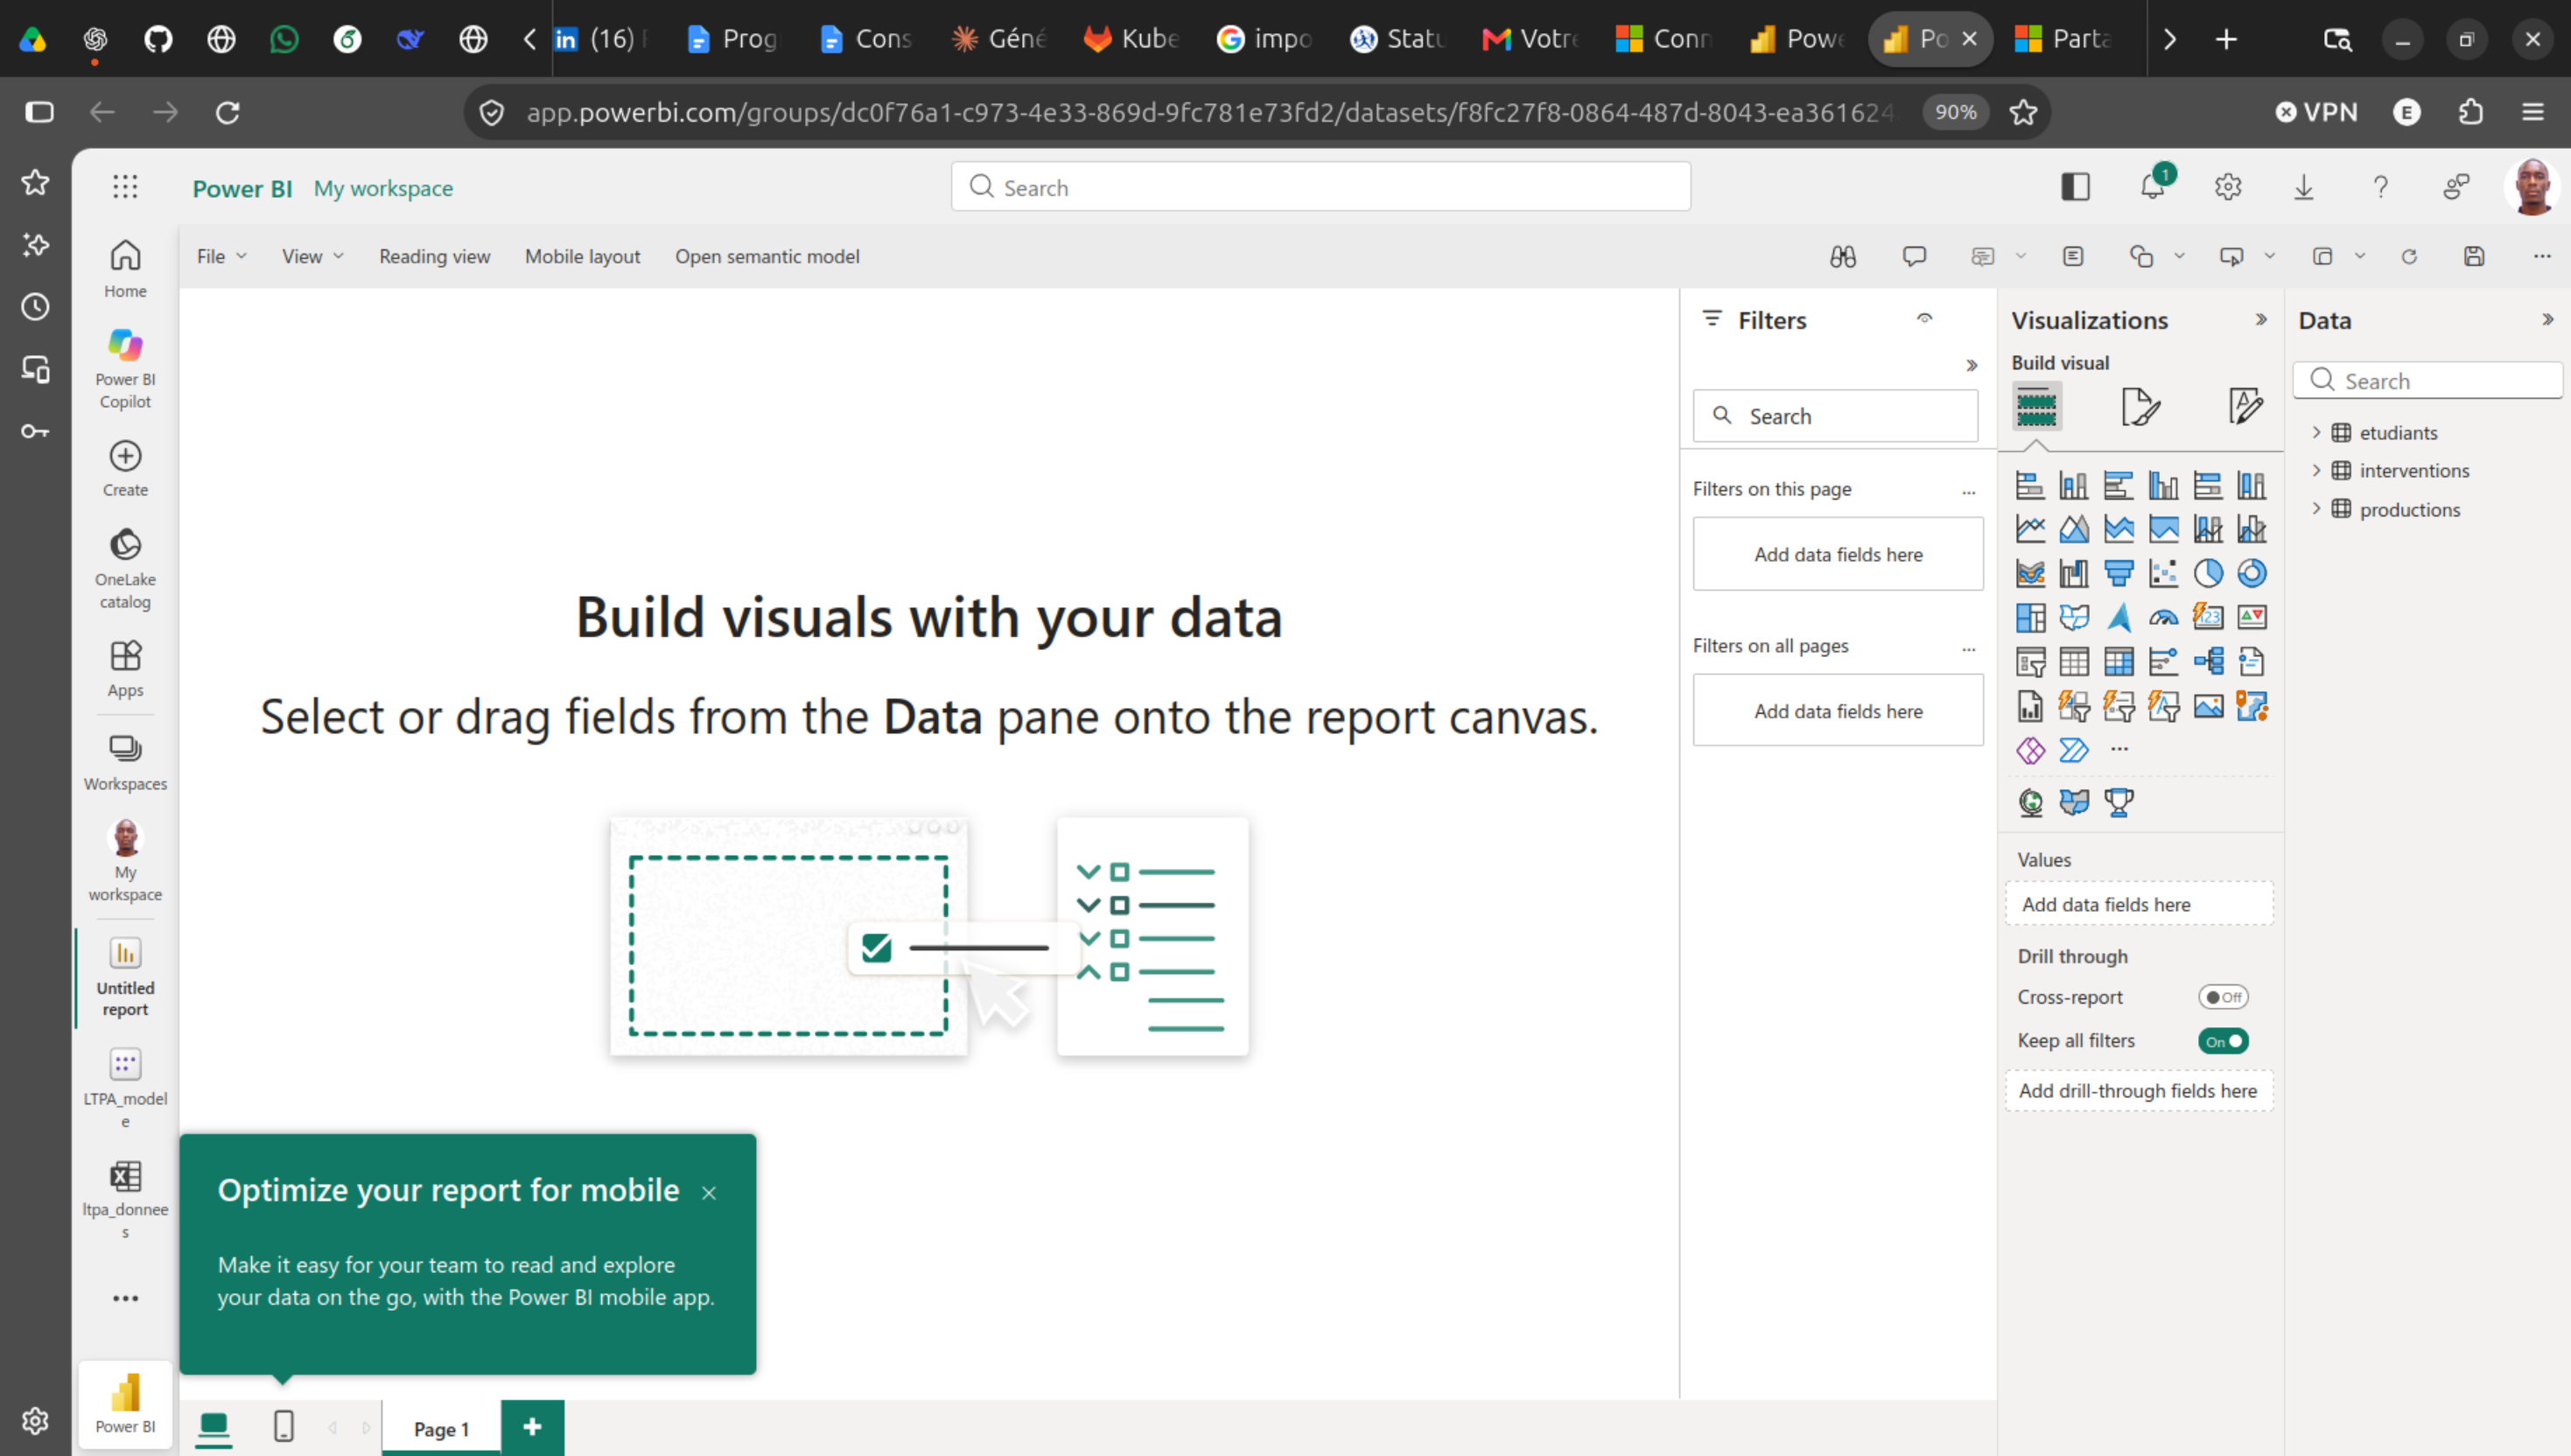 (16)
Prog
Cons
Géné
Kube
impo
Statu
Votre
Conn
Powe
Po
Parta
app.powerbi.com/groups/dc0f76a1-c973-4e33-869d-9fc781e73fd2/datasets/f8fc27f8-0864-487d-8043-ea361624
90%
VPN
E
Power BI My workspace
Search
1
File
View
Reading view
Mobile layout
Open semantic model
Home
Power BI
Copilot
Create
OneLake
catalog
Apps
Workspaces
My
workspace
Untitled
report
LTPA_model
e
ltpa_donnee
s
Power BI
Build visuals with your data
Select or drag fields from the Data pane onto the report canvas.
Optimize your report for mobile
Make it easy for your team to read and explore
your data on the go, with the Power BI mobile app.
Page 1
Filters
Search
Filters on this page
Add data fields here
Filters on all pages
Add data fields here
Visualizations
Build visual
123
Values
Add data fields here
Drill through
Cross-report
Off
Keep all filters
On
Add drill-through fields here
Data
Search
etudiants
interventions
productions